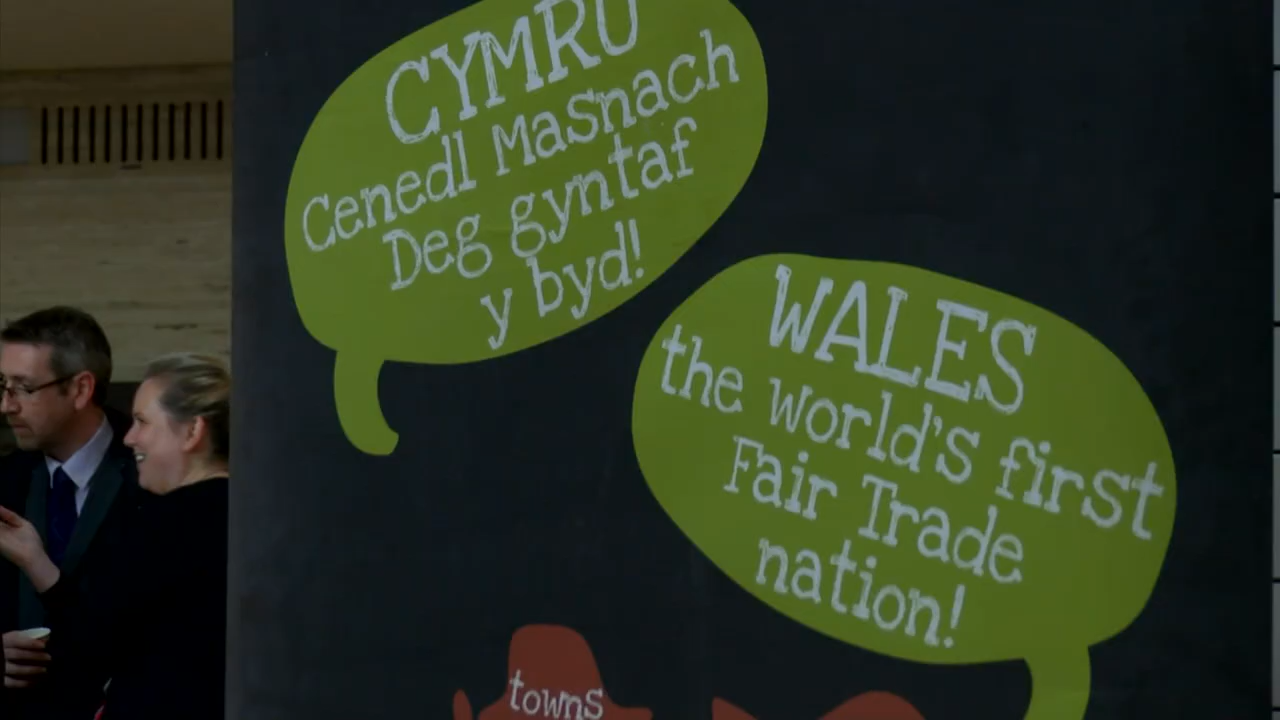 CYMRU
Cenedl Masnach
Deg gyntaf
y byd!
WALES
the world's first
Fair Trade
nation!
towns